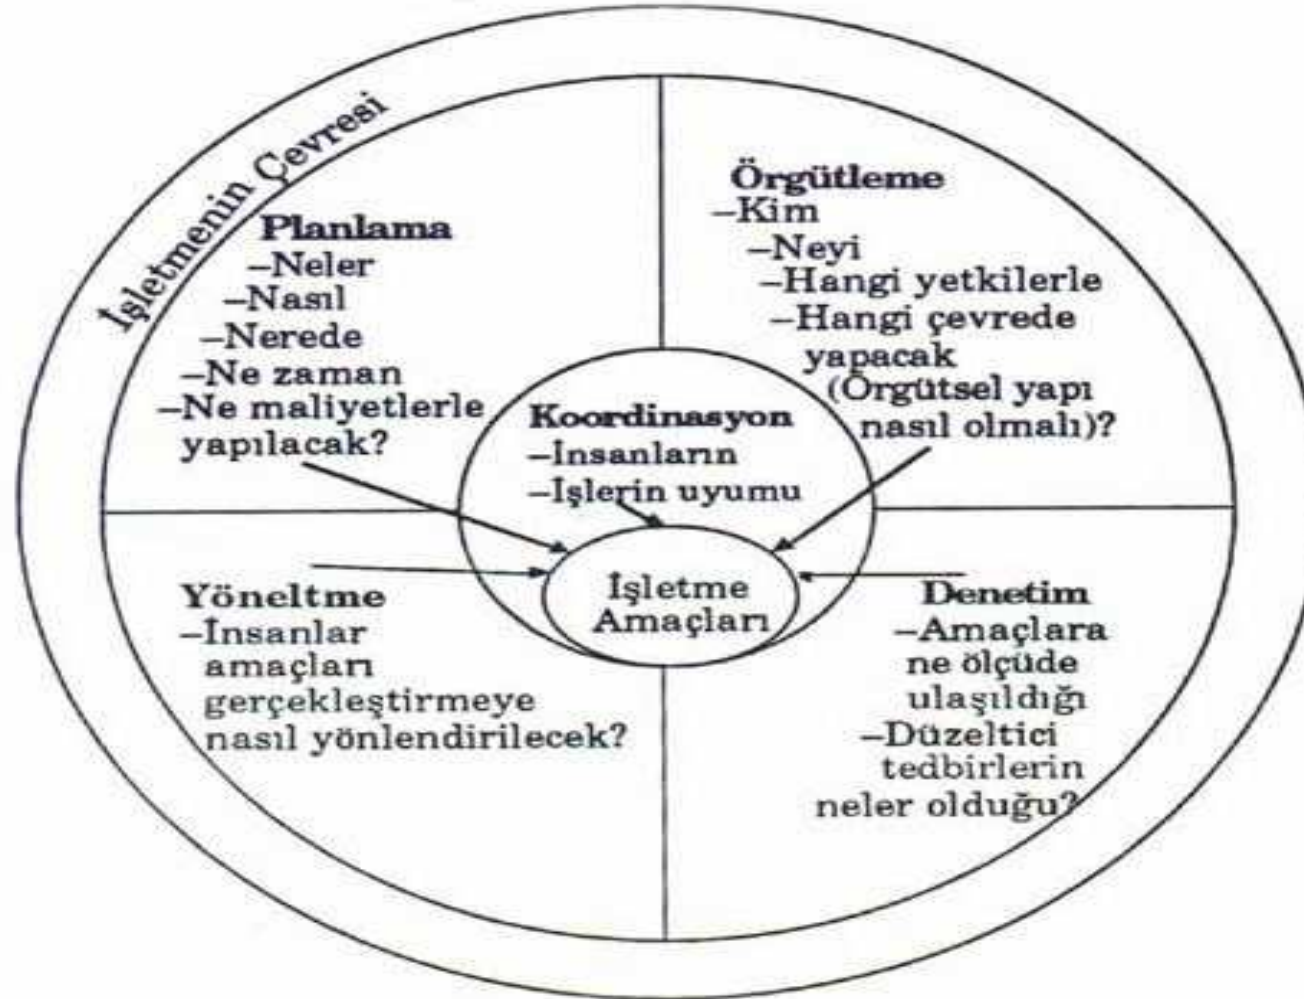 İşletmenin Çevresi
Planlama
–Neler
–Nasıl
–Nerede
–Ne zaman
–Ne maliyetlerle
yapılacak?
Örgütleme
–Kim
–Neyi
–Hangi yetkilerle
–Hangi çevrede
yapacak
(Örgütsel yapı
nasıl olmalı)?
Koordinasyon
–İnsanların
–İşlerin uyumu
İşletme
Amaçları
Yöneltme
–İnsanlar
amaçları
gerçekleştirmeye
nasıl yönlendirilecek?
Denetim
–Amaçlara
ne ölçüde
ulaşıldığı
–Düzeltici
tedbirlerin
neler olduğu?